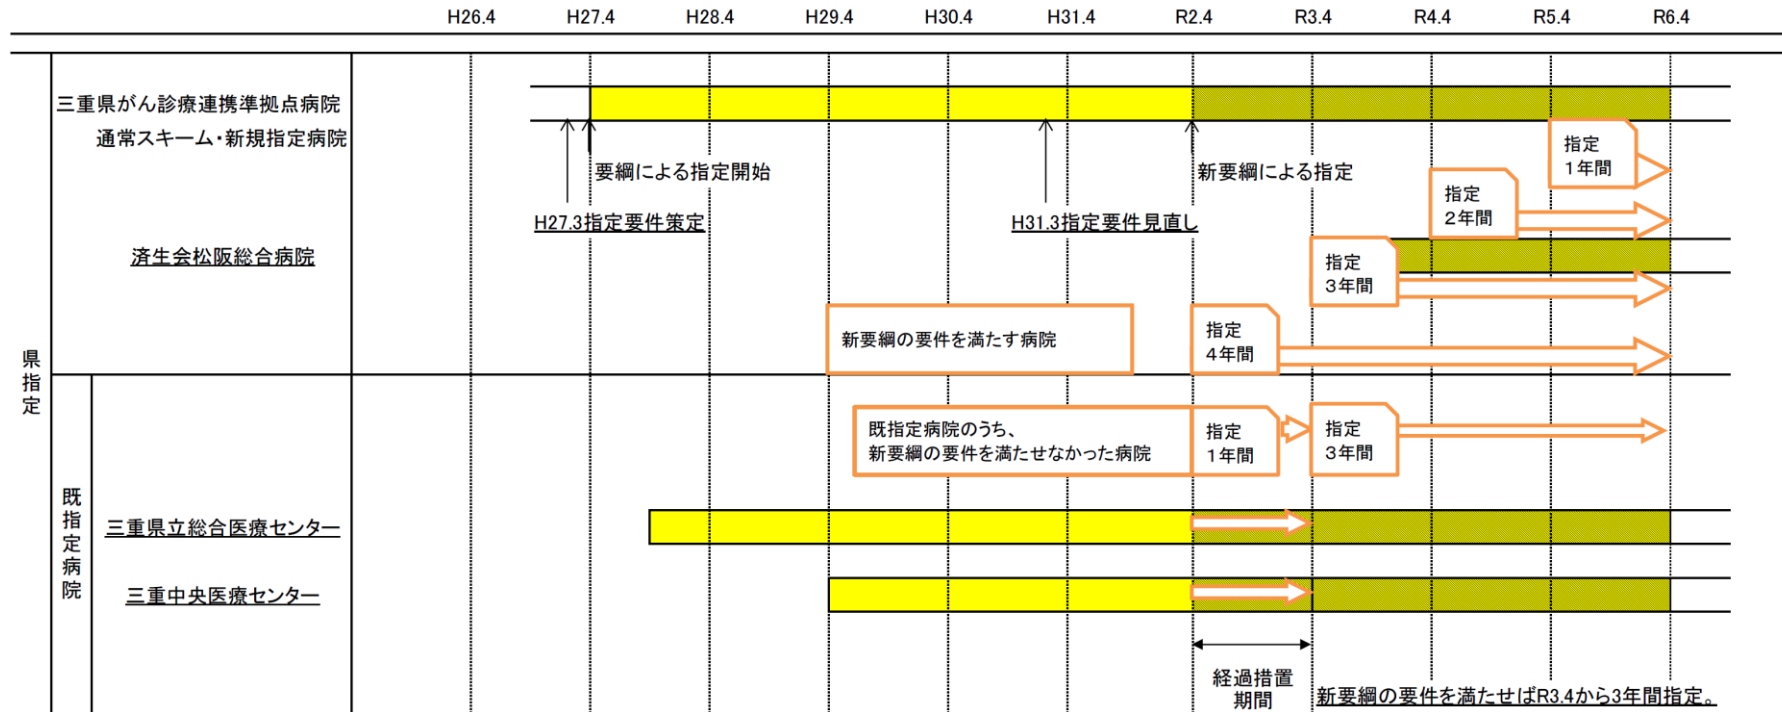 H26.4 H27.4 H28.4 H29.4 H30.4 H31.4 R2.4 R3.4 R4.4 R5.4 R6.4
県指定
三重県がん診療連携準拠点病院
通常スキーム・新規指定病院
要綱による指定開始
新要綱による指定
H27.3指定要件策定
H31.3指定要件見直し
指定
1年間
指定
2年間
済生会松阪総合病院
指定
3年間
新要綱の要件を満たす病院
指定
4年間
既指定病院
既指定病院のうち、
新要綱の要件を満たせなかった病院
指定
1年間
指定
3年間
三重県立総合医療センター
三重中央医療センター
経過措置
期間
新要綱の要件を満たせばR3.4から3年間指定。